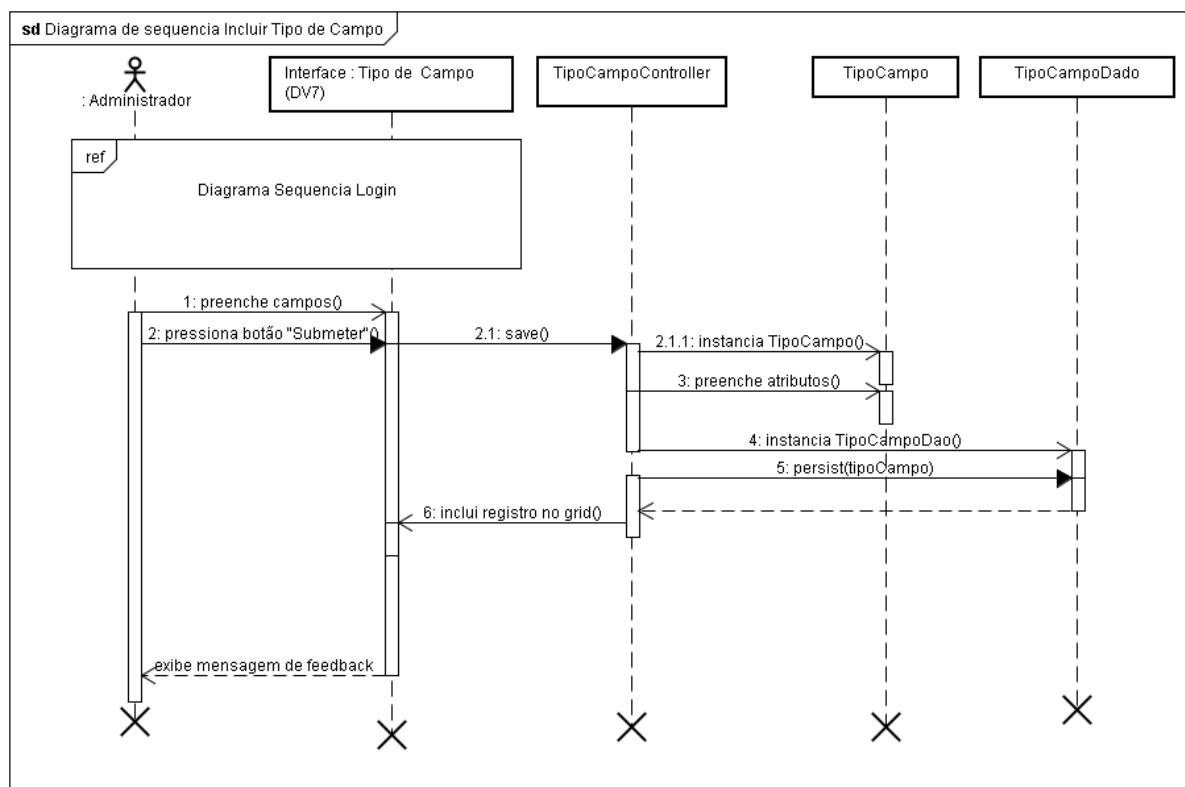 sd Diagrama de sequencia Incluir Tipo de Campo
: Administrador
Interface : Tipo de Campo
(DV7)
TipoCampoController
TipoCampo
TipoCampoDado
ref
Diagrama Sequencia Login
1: preenche campos()
2: pressiona botão "Submeter"()
2.1: save()
2.1.1: instancia TipoCampo()
3: preenche atributos()
4: instancia TipoCampoDao()
5: persist(tipoCampo)
6: inclui registro no grid()
exibe mensagem de feedback